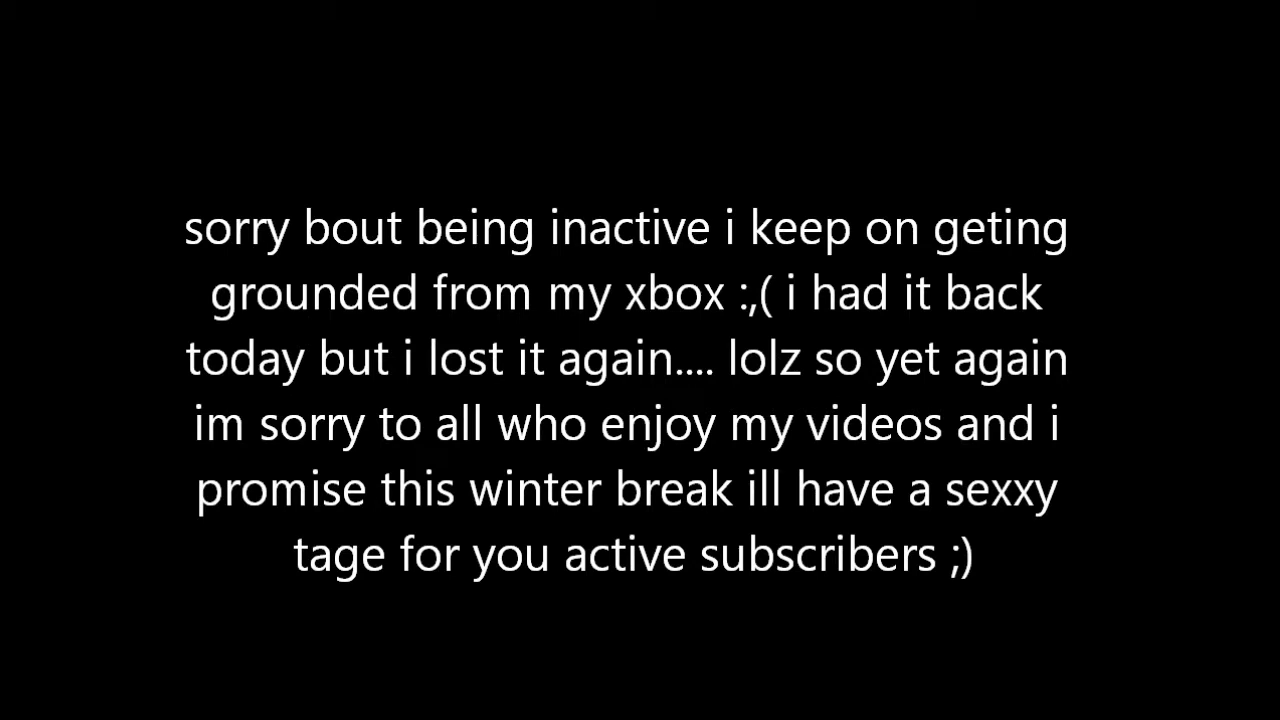 sorry bout being inactive i keep on geting
grounded from my xbox :,( i had it back
today but i lost it again.... lolz so yet again
im sorry to all who enjoy my videos and i
promise this winter break ill have a sexxy
tage for you active subscribers ;)